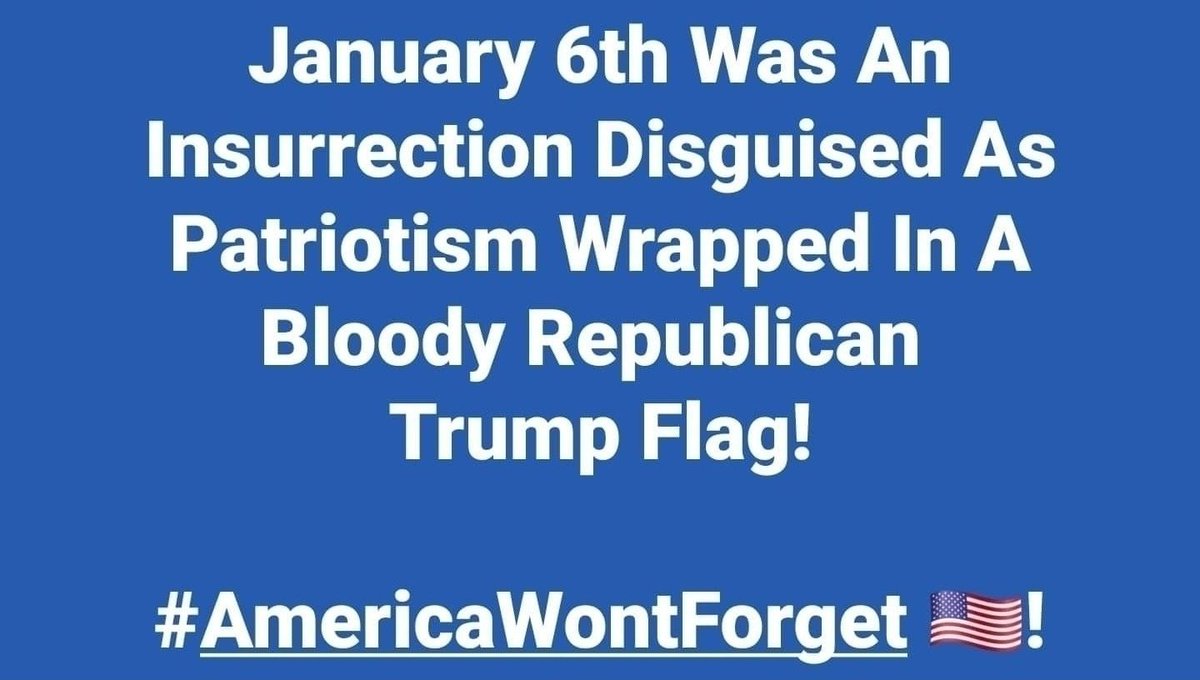 January 6th Was An
Insurrection Disguised As
Patriotism Wrapped In A
Bloody Republican
Trump Flag!
#AmericaWontForget 🇺🇸!